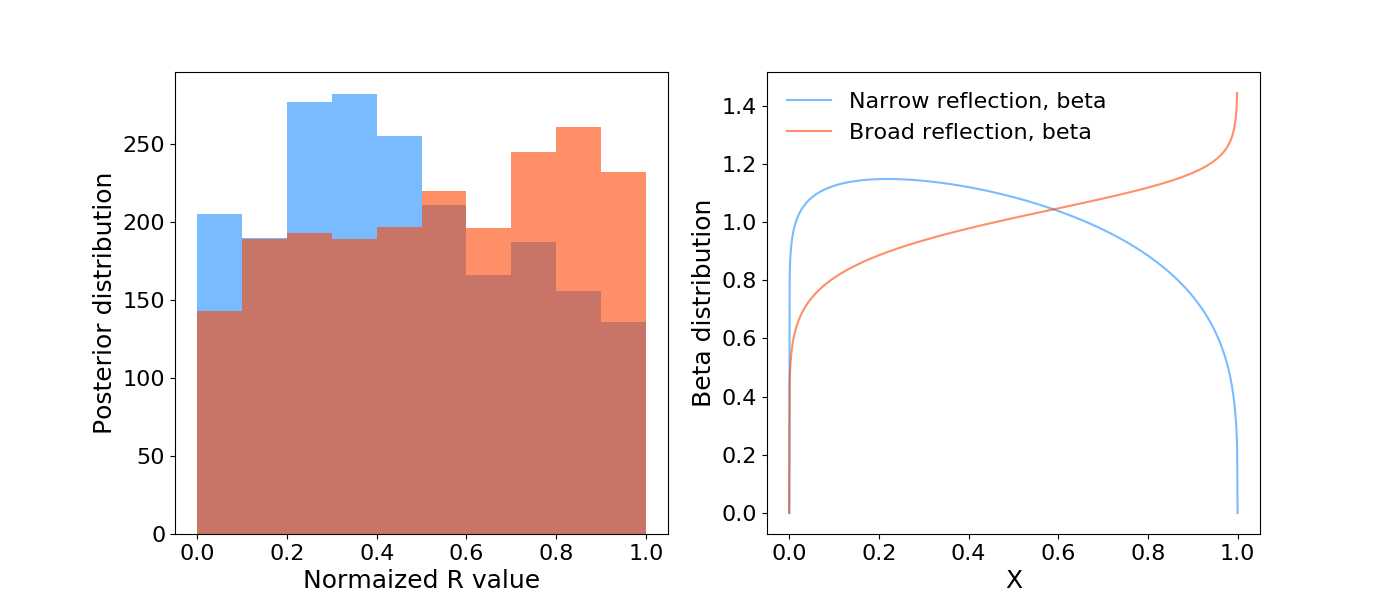 250
200
150
100
50
0
0.0 0.2 0.4 0.6 0.8 1.0
Posterior distribution
Normaized R value
Narrow reflection, beta
Broad reflection, beta
1.4
1.2
1.0
0.8
0.6
0.4
0.2
0.0
0.0 0.2 0.4 0.6 0.8 1.0
Beta distribution
X